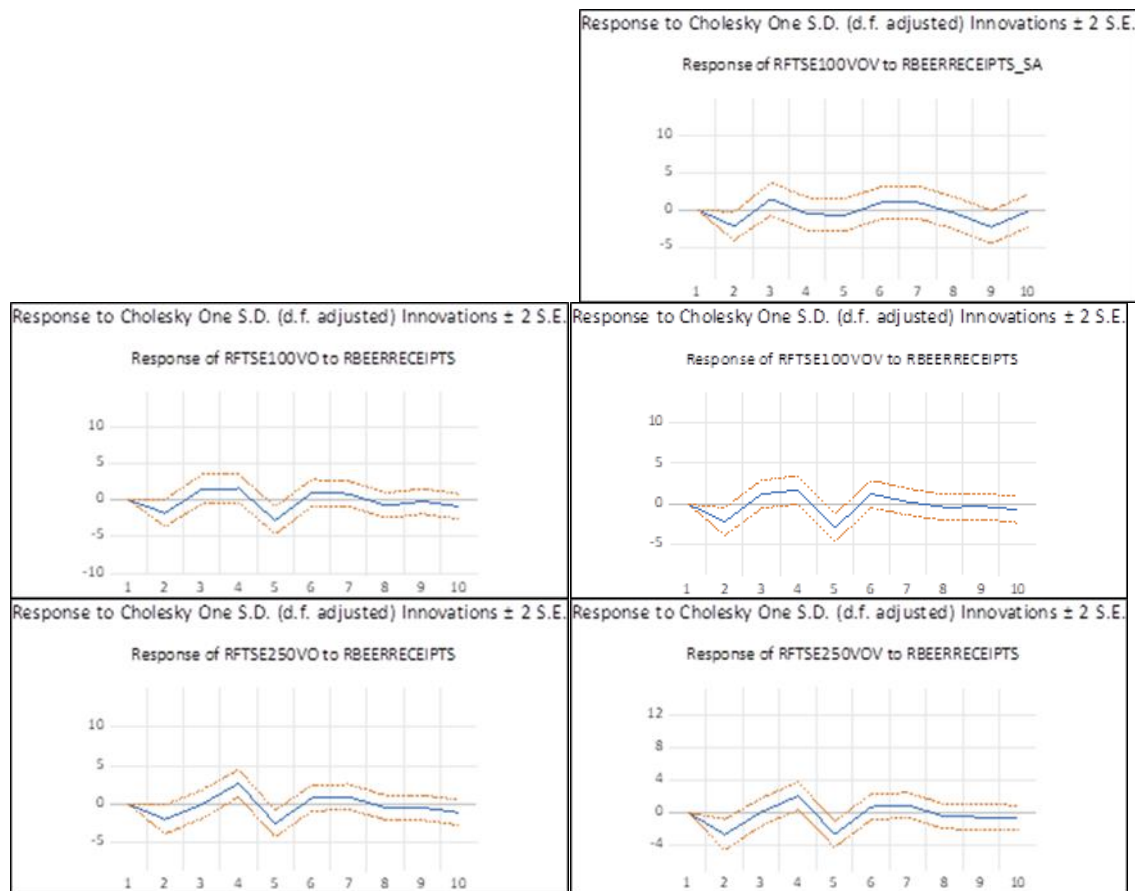 Response to Cholesky One S.D. (d.f. adjusted) Innovations ± 2 S.E.
Response of RFTSE100VOV to RBEERRECEIPTS_SA
10
5
0
-5
1 2 3 4 5 6 7 8 9 10
Response to Cholesky One S.D. (d.f. adjusted) Innovations ± 2 S.E.
Response of RFTSE100VO to RBEERRECEIPTS
10
5
0
-5
-10
1 2 3 4 5 6 7 8 9 10
Response to Cholesky One S.D. (d.f. adjusted) Innovations ± 2 S.E.
Response of RFTSE100VOV to RBEERRECEIPTS
10
5
0
-5
1 2 3 4 5 6 7 8 9 10
Response to Cholesky One S.D. (d.f. adjusted) Innovations ± 2 S.E.
Response of RFTSE250VO to RBEERRECEIPTS
10
5
0
-5
1 2 3 4 5 6 7 8 9 10
Response to Cholesky One S.D. (d.f. adjusted) Innovations ± 2 S.E.
Response of RFTSE250VOV to RBEERRECEIPTS
12
8
4
0
-4
1 2 3 4 5 6 7 8 9 10